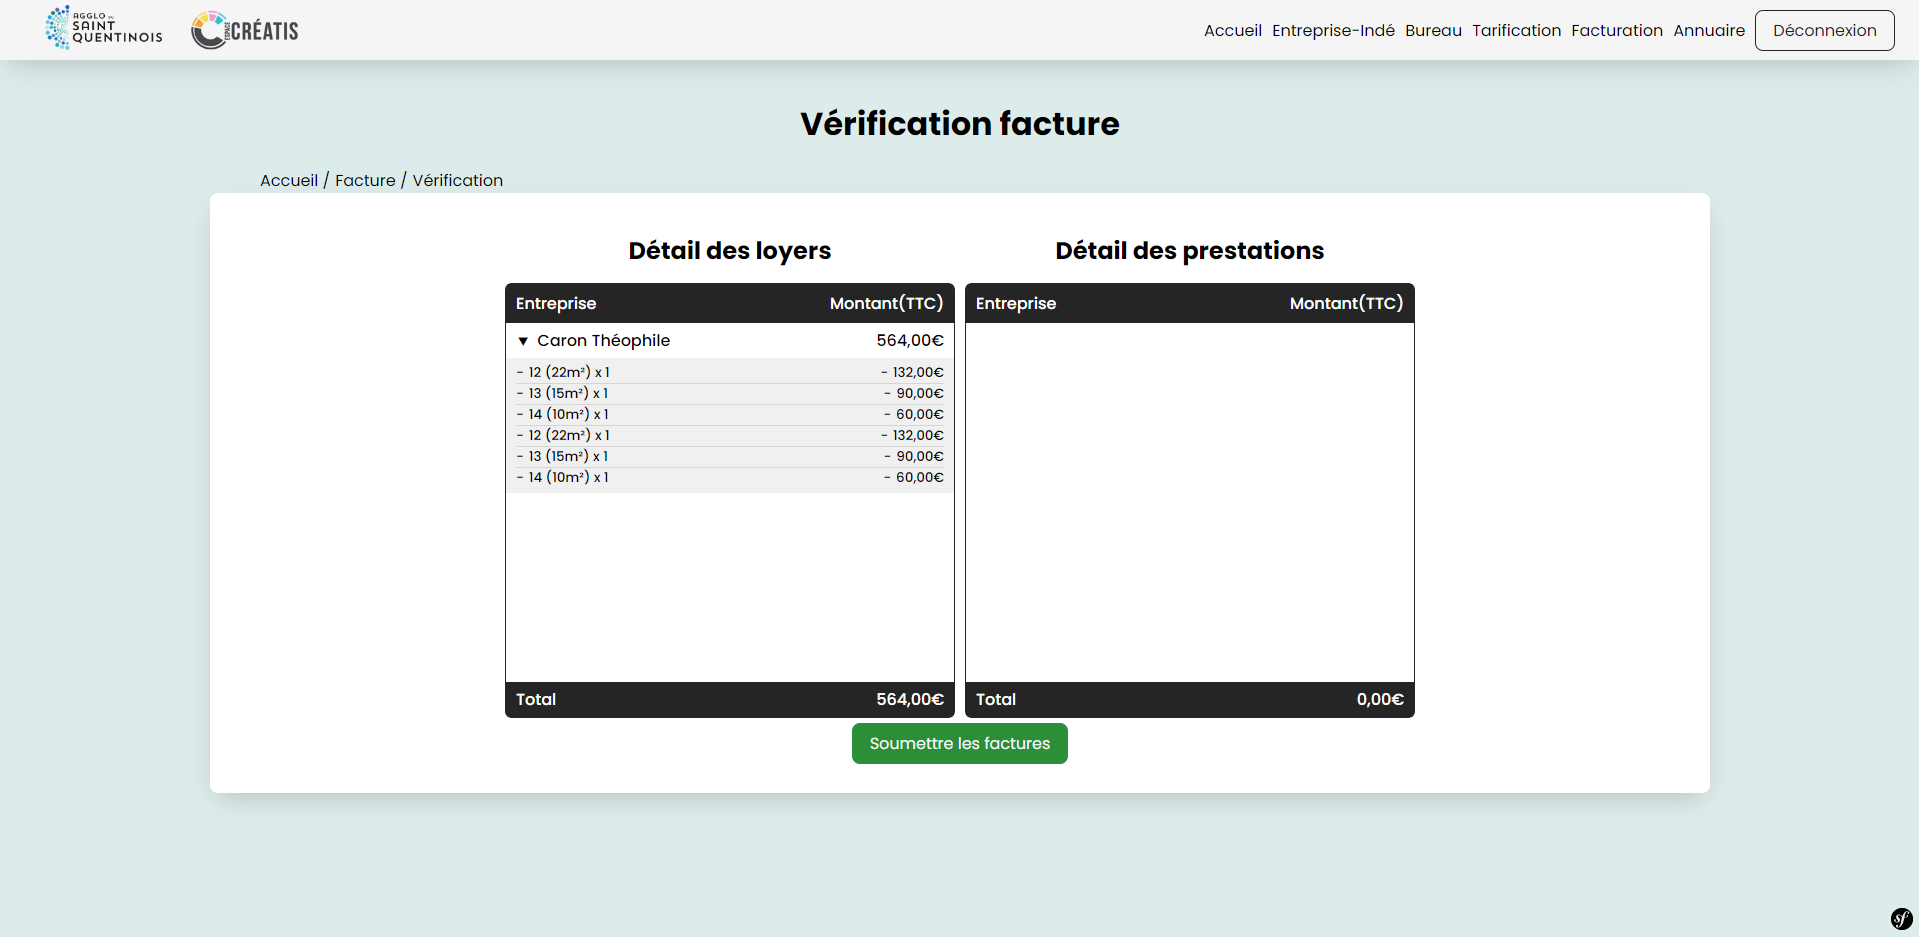 AGGLO DU
SAINT
QUENTINOIS
ESPACE
CRÉATIS
Accueil Entreprise-Indé Bureau Tarification Facturation Annuaire Déconnexion
Vérification facture
Accueil / Facture / Vérification
Détail des loyers
Entreprise Montant(TTC)
▼ Caron Théophile 564,00€
- 12 (22m²) x 1 - 132,00€
- 13 (15m²) x 1 - 90,00€
- 14 (10m²) x 1 - 60,00€
- 12 (22m²) x 1 - 132,00€
- 13 (15m²) x 1 - 90,00€
- 14 (10m²) x 1 - 60,00€
Total 564,00€
Détail des prestations
Entreprise Montant(TTC)
Total 0,00€
Soumettre les factures
sf